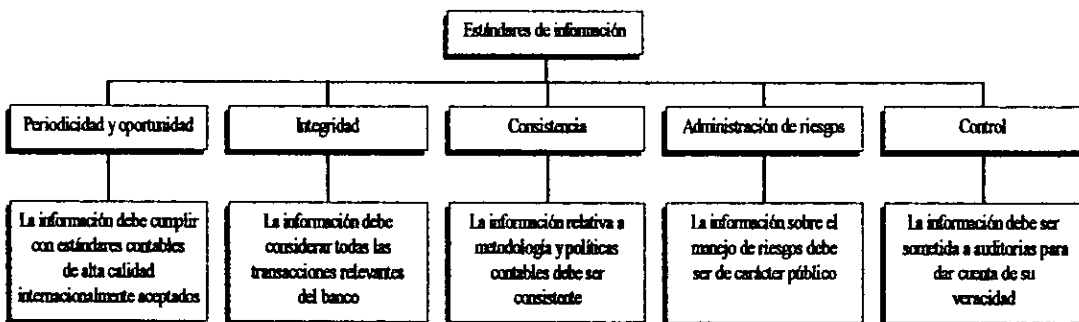 Estándares de información
Periodicidad y oportunidad
Integridad
Consistencia
Administración de riesgos
Control
La información debe cumplir
con estándares contables
de alta calidad
internacionalmente aceptados
La información debe
considerar todas las
transacciones relevantes
del banco
La información relativa a
metodología y políticas
contables debe ser
consistente
La información sobre el
manejo de riesgos debe
ser de carácter público
La información debe ser
sometida a auditorias para
dar cuenta de su
veracidad